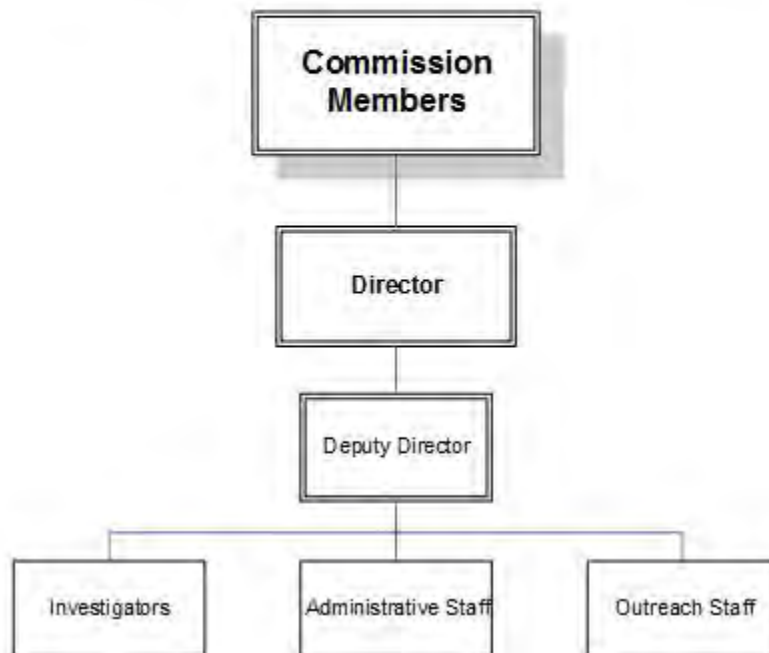 Commission
Members
Director
Deputy Director
Investigators
Administrative Staff
Outreach Staff